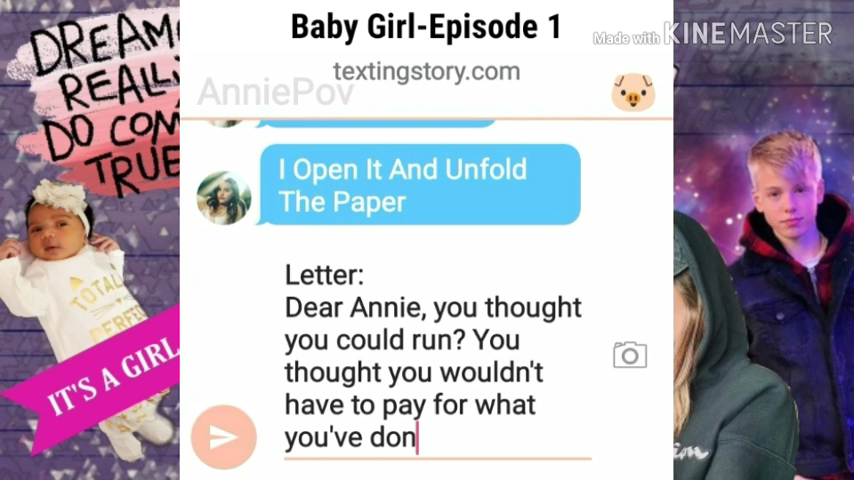 Baby Girl-Episode 1
Made with KINEMASTER
textingstory.com
AnniePov
DREAM
REALL
DO COM
TRUE
I Open It And Unfold
The Paper
Letter:
Dear Annie, you thought
you could run? You
thought you wouldn't
have to pay for what
you've don
TOTAL
PERFE
IT'S A GIRL